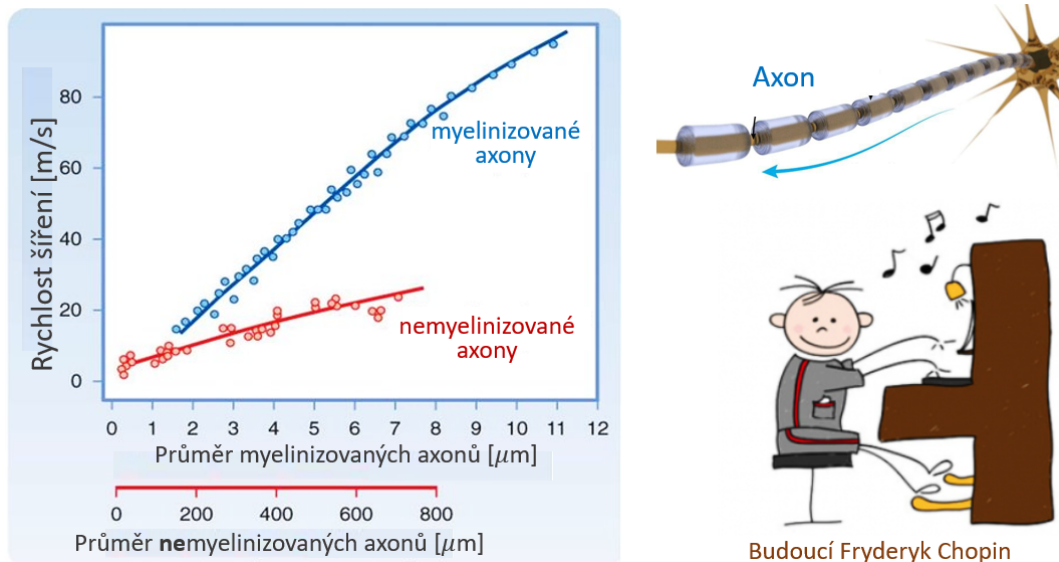 Rychlost šíření [m/s]
80
60
40
20
0
myelinizované
axony
nemyelinizované
axony
0 1 2 3 4 5 6 7 8 9 10 11 12
Průměr myelinizovaných axonů [μm]
0 200 400 600 800
Průměr nemyelinizovaných axonů [μm]
Axon
Budoucí Fryderyk Chopin